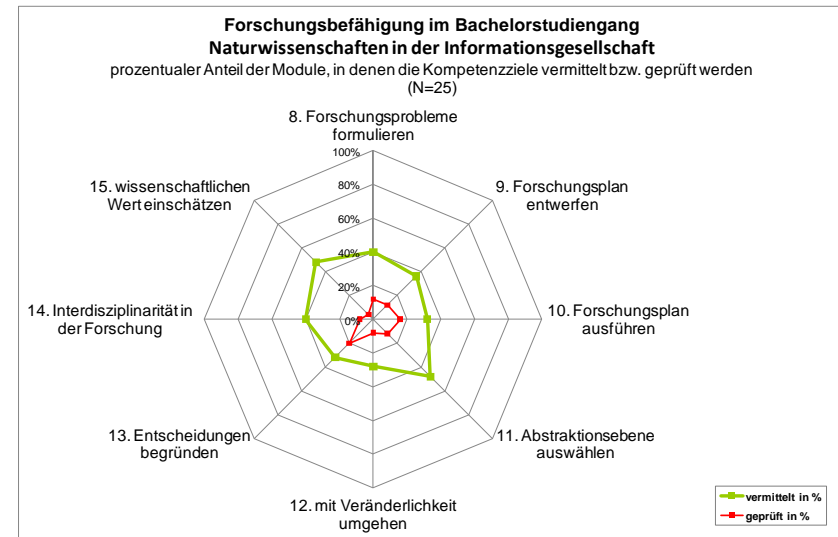 Forschungsbefähigung im Bachelorstudiengang
Naturwissenschaften in der Informationsgesellschaft
prozentualer Anteil der Module, in denen die Kompetenzziele vermittelt bzw. geprüft werden
(N=25)
8. Forschungsprobleme
formulieren
9. Forschungsplan
entwerfen
10. Forschungsplan
ausführen
11. Abstraktionsebene
auswählen
12. mit Veränderlichkeit
umgehen
13. Entscheidungen
begründen
14. Interdisziplinarität in
der Forschung
15. wissenschaftlichen
Wert einschätzen
100%
80%
60%
40%
20%
0%
vermittelt in %
geprüft in %